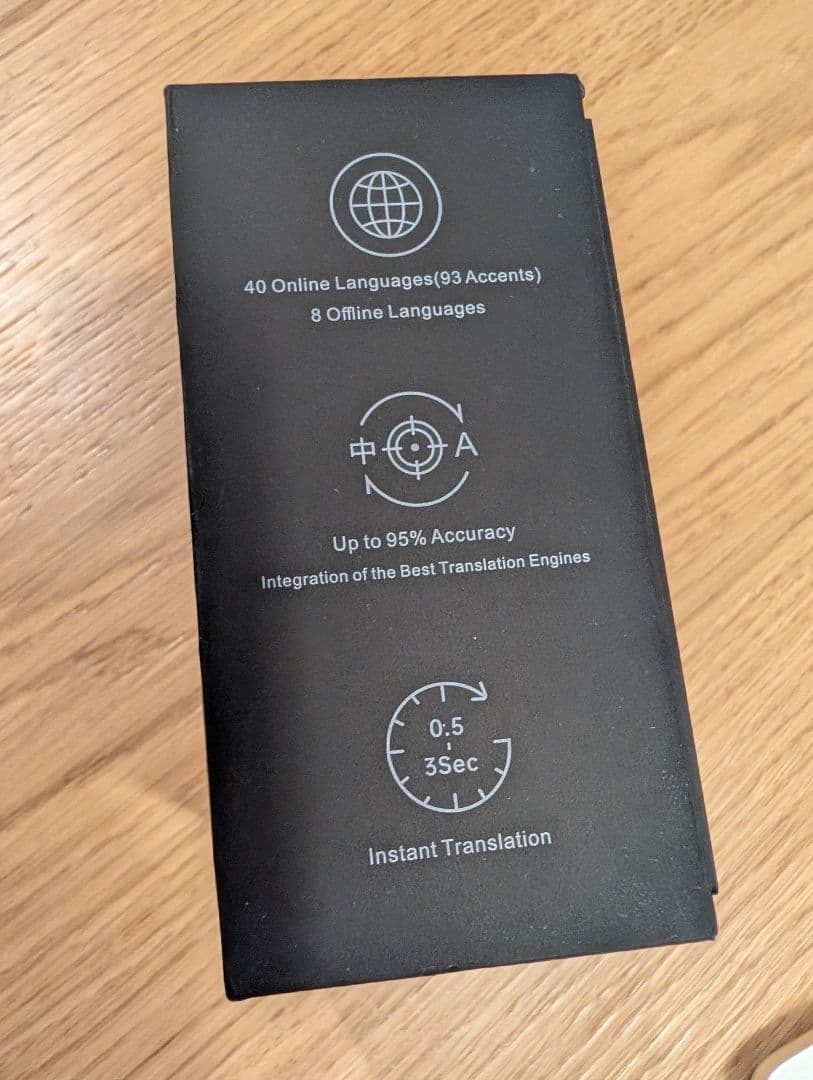 40 Online Languages(93 Accents)
8 Offline Languages
中 A
Up to 95% Accuracy
Integration of the Best Translation Engines
0.5
-
3Sec
Instant Translation